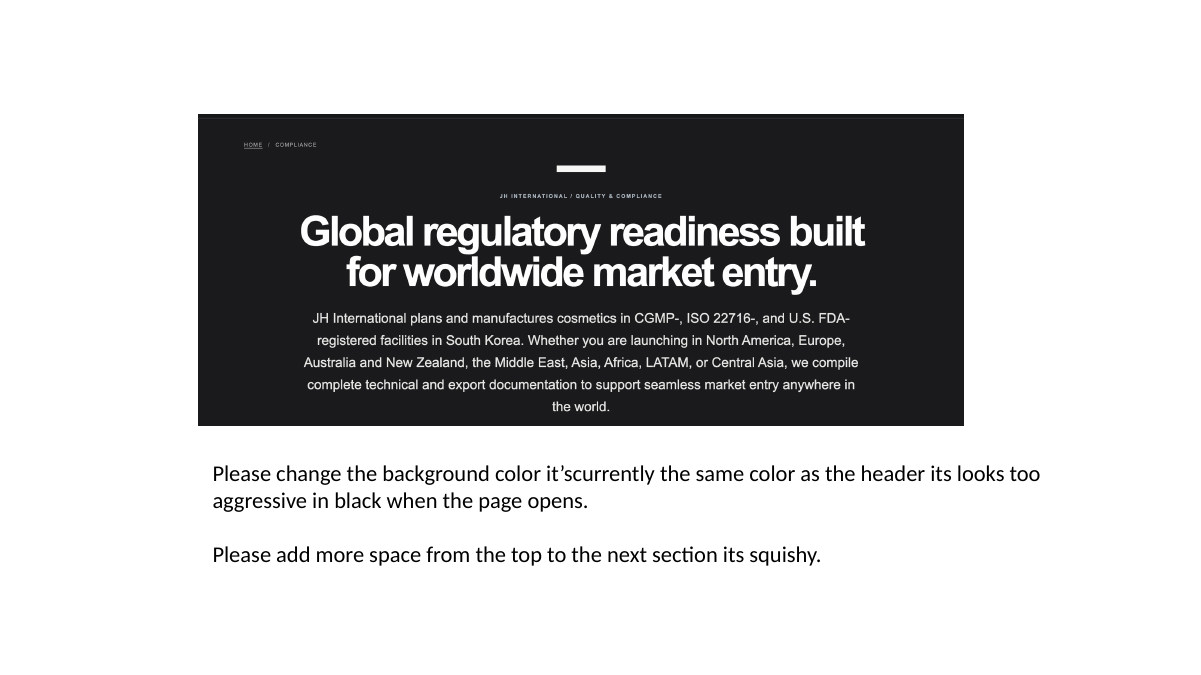 HOME / COMPLIANCE
JH INTERNATIONAL / QUALITY & COMPLIANCE
Global regulatory readiness built
for worldwide market entry.
JH International plans and manufactures cosmetics in CGMP-, ISO 22716-, and U.S. FDA-
registered facilities in South Korea. Whether you are launching in North America, Europe,
Australia and New Zealand, the Middle East, Asia, Africa, LATAM, or Central Asia, we compile
complete technical and export documentation to support seamless market entry anywhere in
the world.
Please change the background color it’scurrently the same color as the header its looks too
aggressive in black when the page opens.
Please add more space from the top to the next section its squishy.